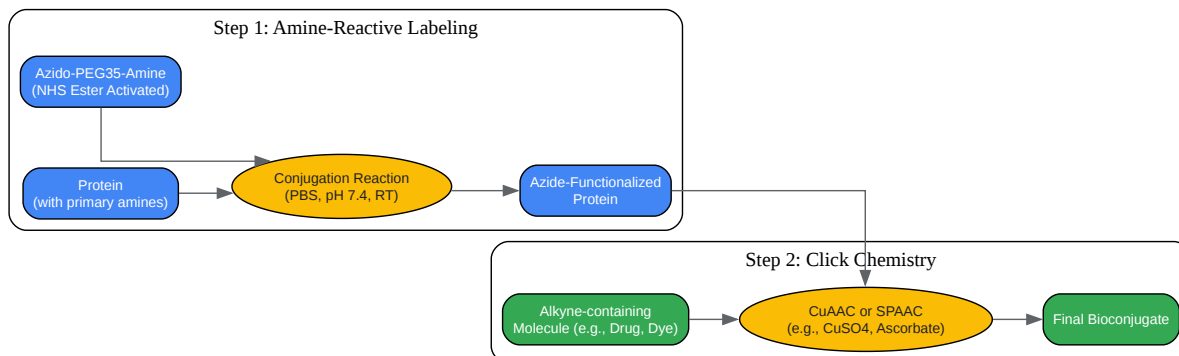 Step 1: Amine-Reactive Labeling
Azido-PEG35-Amine
(NHS Ester Activated)
Protein
(with primary amines)
Conjugation Reaction
(PBS, pH 7.4, RT)
Azide-Functionalized
Protein
Step 2: Click Chemistry
Alkyne-containing
Molecule (e.g., Drug, Dye)
CuAAC or SPAAC
(e.g., CuSO4, Ascorbate)
Final Bioconjugate